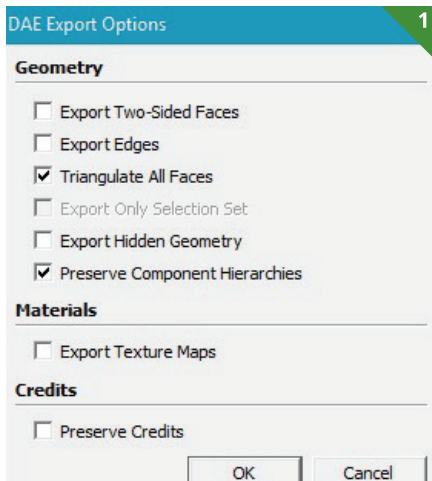 DAE Export Options
1
Geometry
Export Two-Sided Faces
Export Edges
Triangulate All Faces
Export Only Selection Set
Export Hidden Geometry
Preserve Component Hierarchies
Materials
Export Texture Maps
Credits
Preserve Credits
OK Cancel